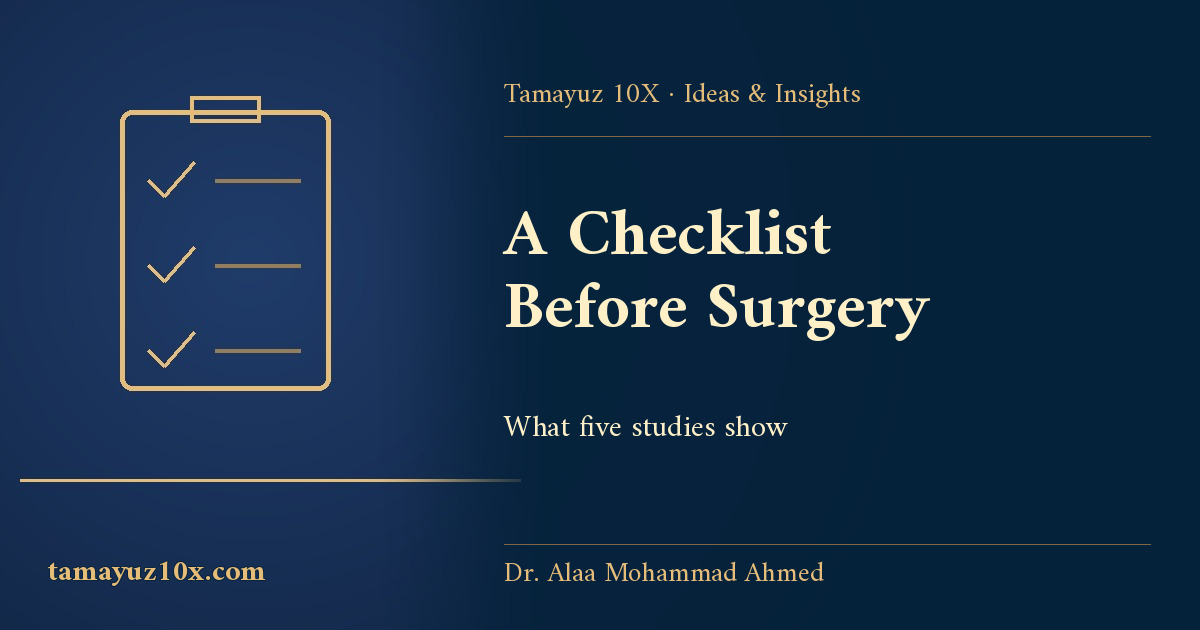 Tamayuz 10X · Ideas & Insights
A Checklist
Before Surgery
What five studies show
tamayuz10x.com
Dr. Alaa Mohammad Ahmed